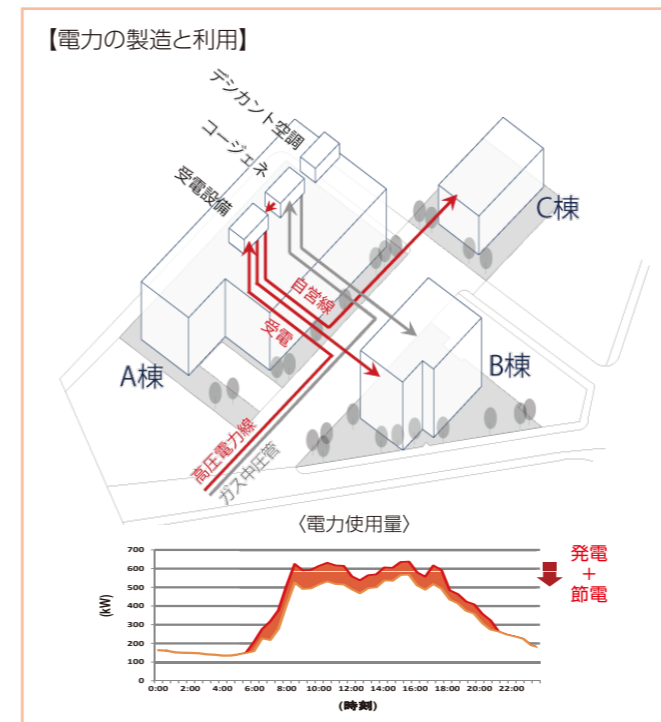 【電力の製造と利用】
デシカント空調
コージェネ
受電設備
C棟
自営線
受電
A棟
B棟
高圧電力線
ガス中圧管
〈電力使用量〉
700
600
500
400
300
200
100
0
(kW)
0:00 2:00 4:00 6:00 8:00 10:00 12:00 14:00 16:00 18:00 20:00 22:00
(時刻)
発電
+
節電